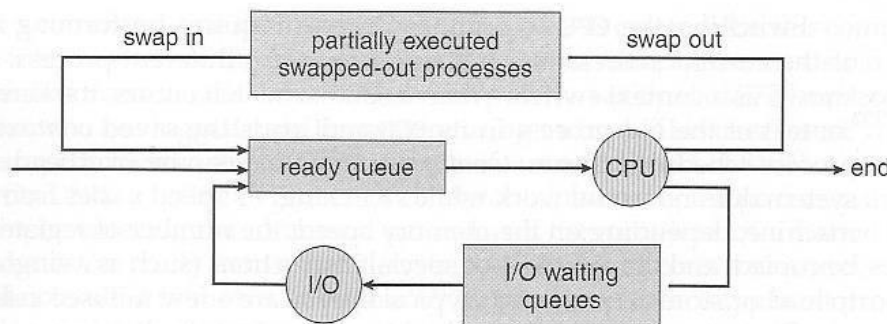 swap in
partially executed
swapped-out processes
swap out
ready queue
CPU
end
I/O
I/O waiting
queues